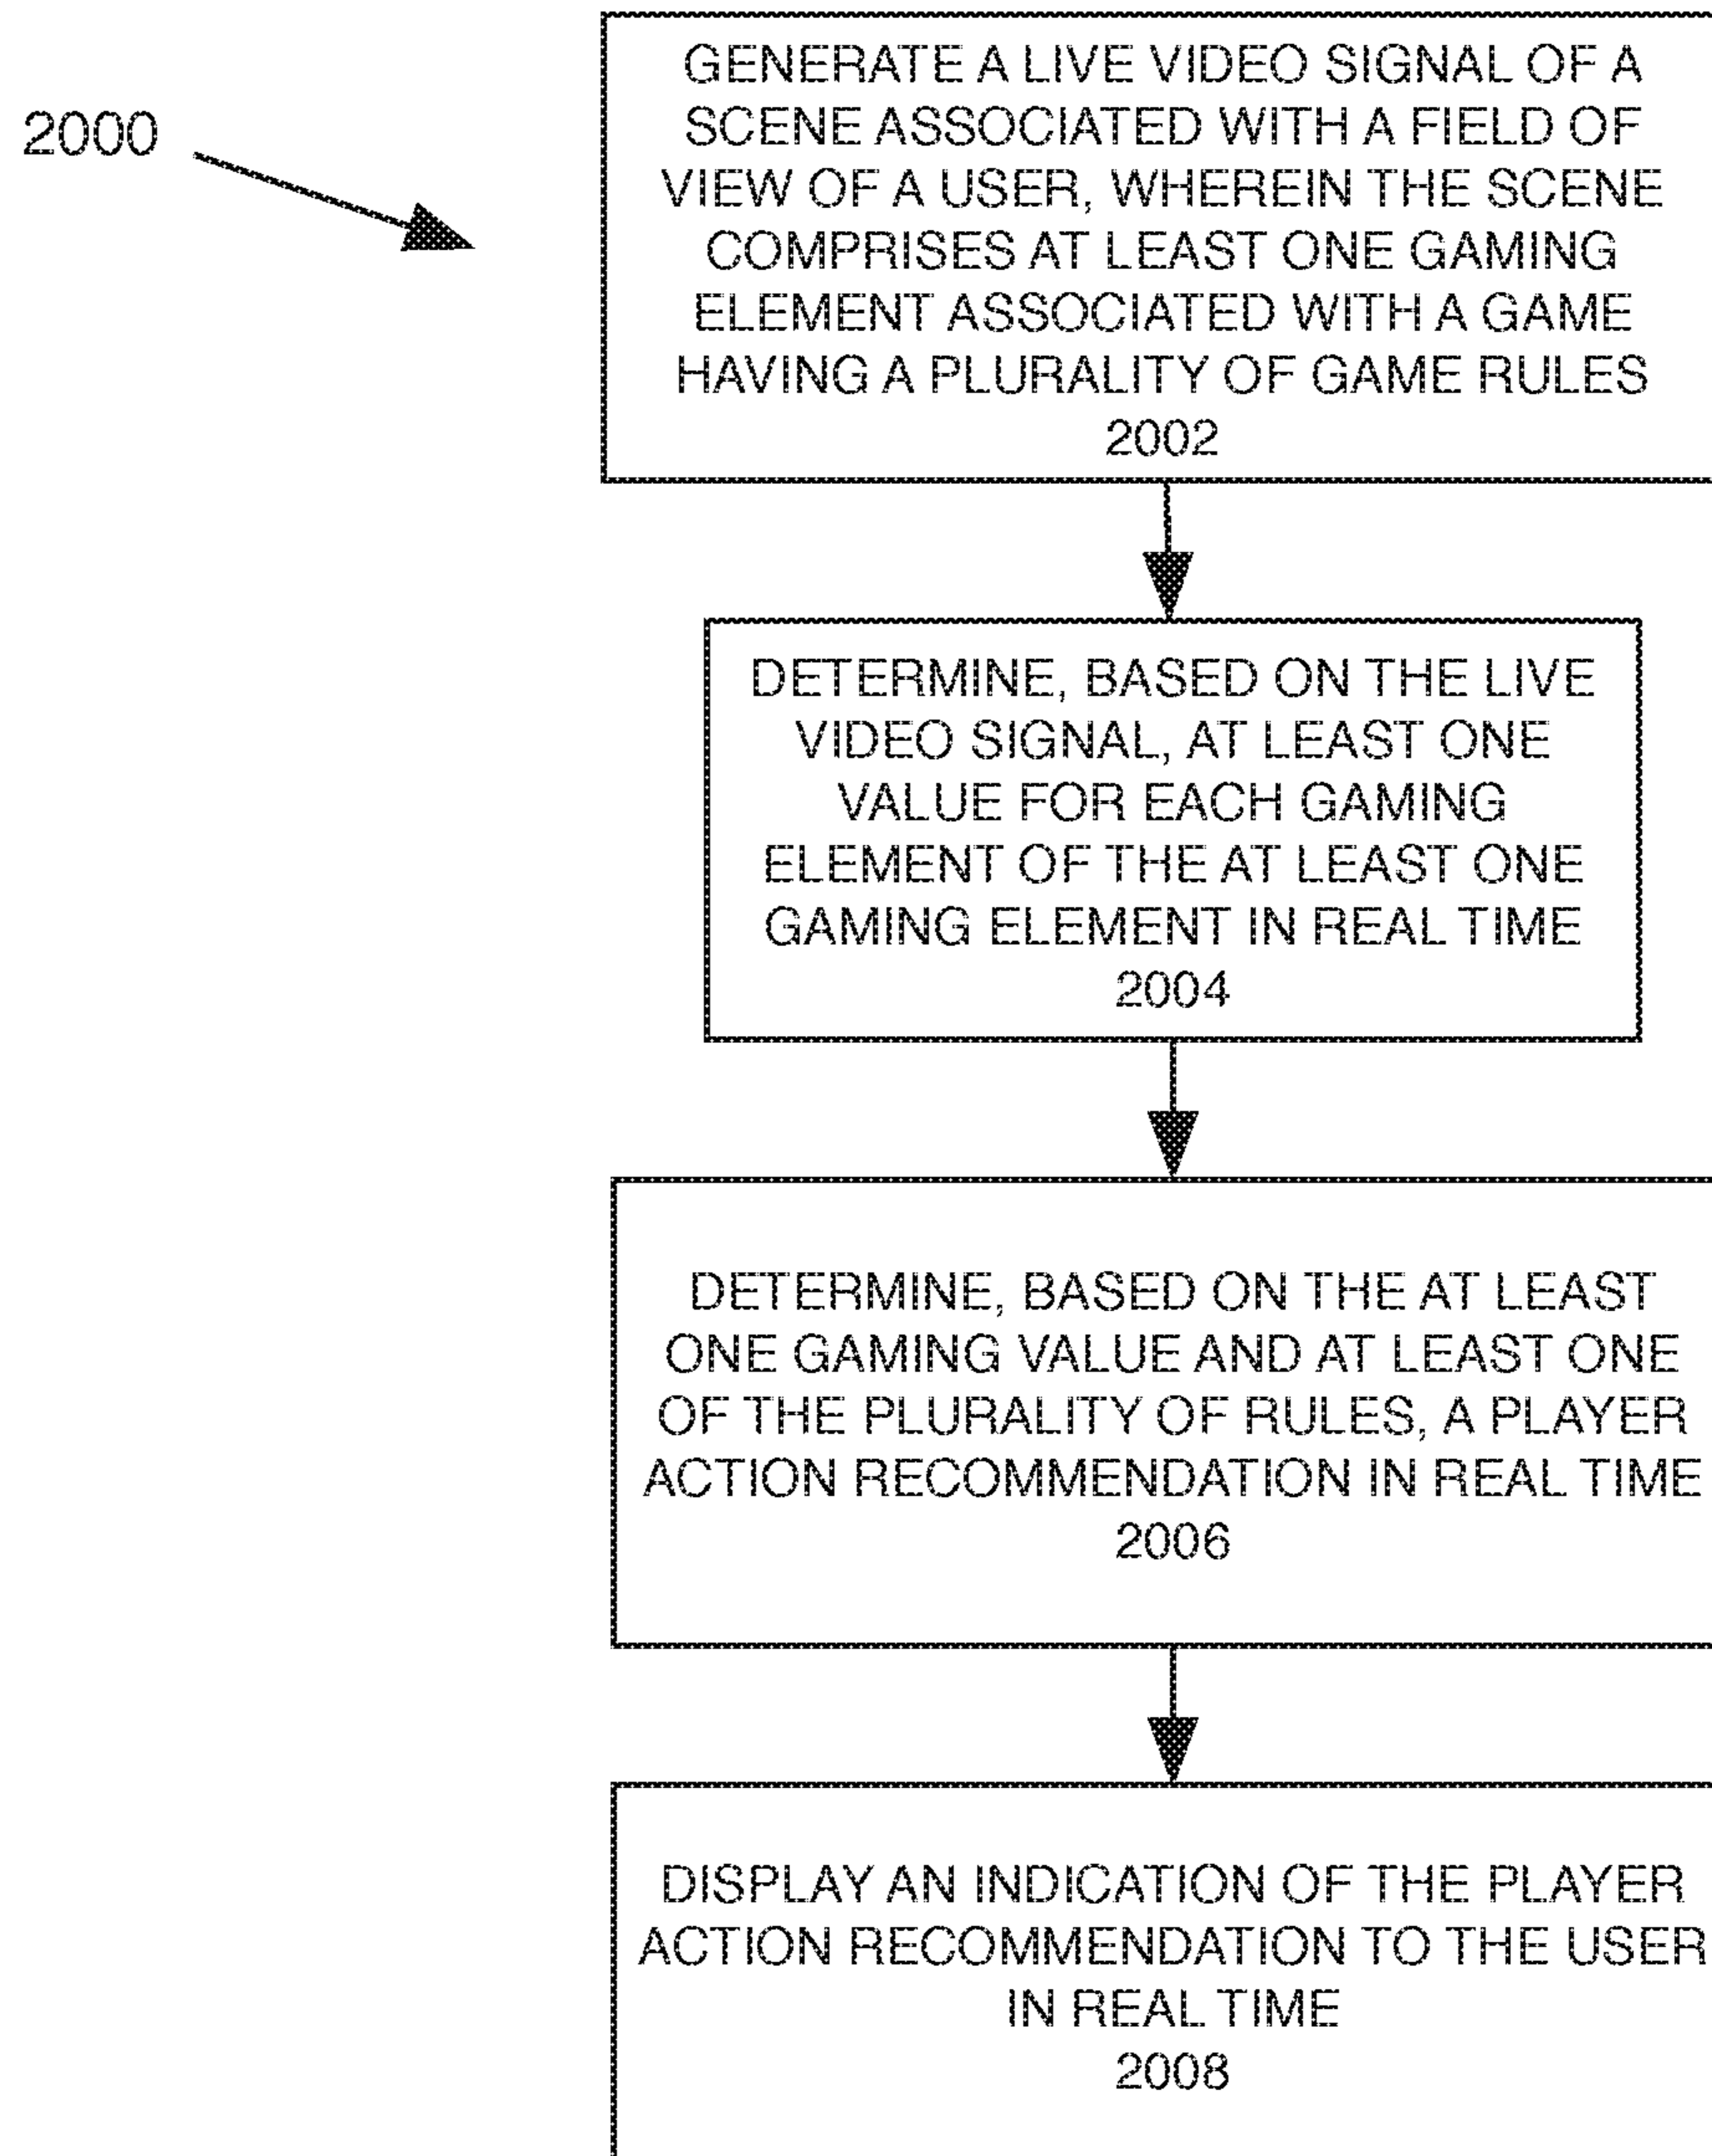 2000
GENERATE A LIVE VIDEO SIGNAL OF A
SCENE ASSOCIATED WITH A FIELD OF
VIEW OF A USER, WHEREIN THE SCENE
COMPRISES AT LEAST ONE GAMING
ELEMENT ASSOCIATED WITH A GAME
HAVING A PLURALITY OF GAME RULES
2002
DETERMINE, BASED ON THE LIVE
VIDEO SIGNAL, AT LEAST ONE
VALUE FOR EACH GAMING
ELEMENT OF THE AT LEAST ONE
GAMING ELEMENT IN REAL TIME
2004
DETERMINE, BASED ON THE AT LEAST
ONE GAMING VALUE AND AT LEAST ONE
OF THE PLURALITY OF RULES, A PLAYER
ACTION RECOMMENDATION IN REAL TIME
2006
DISPLAY AN INDICATION OF THE PLAYER
ACTION RECOMMENDATION TO THE USER
IN REAL TIME
2008